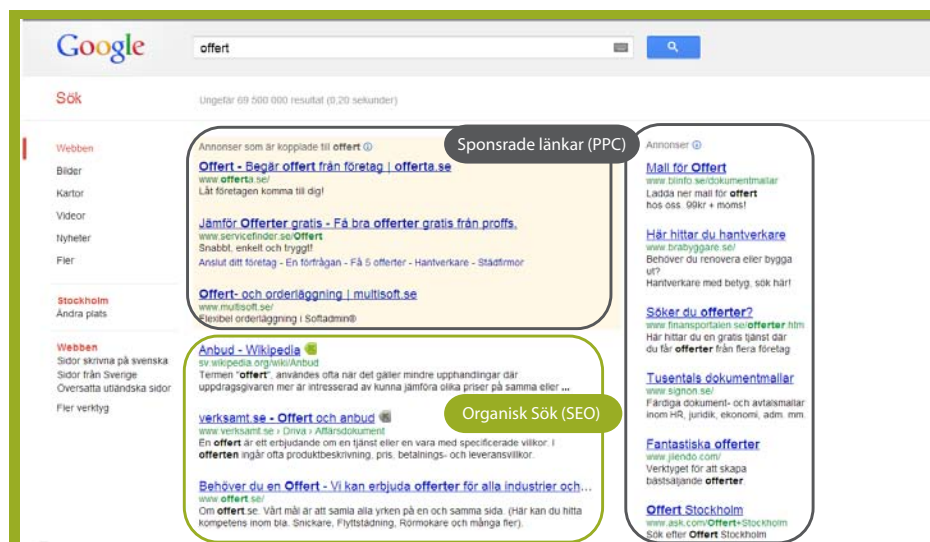 Google
offert
Sök
Ungefär 69 500 000 resultat (0,20 sekunder)
Webben
Bilder
Kartor
Videor
Nyheter
Fler
Stockholm
Ändra plats
Webben
Sidor skrivna på svenska
Sidor från Sverige
Översatta utländska sidor
Fler verktyg
Annonser som är kopplade till offert
Sponsrade länkar (PPC)
Offert - Begär offert från företag | offerta.se
www.offerta.se/
Låt företagen komma till dig!
Jämför Offerter gratis - Få bra offerter gratis från proffs.
www.servicefinder.se/Offert
Snabbt, enkelt och tryggt!
Anslut ditt företag - En förfrågan - Få 5 offerter - Hantverkare - Städfirmor
Offert- och orderläggning | multisoft.se
www.multisoft.se/
Flexibel orderläggning i Softadmin®
Anbud - Wikipedia
sv.wikipedia.org/wiki/Anbud
Termen "offert", användes ofta när det gäller mindre upphandlingar där
uppdragsgivaren mer är intresserad av kunna jämföra olika priser på samma eller ...
Organisk Sök (SEO)
verksamt.se - Offert och anbud
www.verksamt.se › Driva › Affärsdokument
En offert är ett erbjudande om en tjänst eller en vara med specificerade villkor. I
offerten ingår ofta produktbeskrivning, pris, betalnings- och leveransvillkor.
Behöver du en Offert - Vi kan erbjuda offerter för alla industrier och...
www.offert.se/
Om offert.se. Vårt mål är att samla alla yrken på en och samma sida. (Här kan du hitta
kompetens inom bla. Snickare, Flyttstädning, Rörmokare och många fler).
Annonser
Mall för Offert
www.blinfo.se/dokumentmallar
Ladda ner mall för offert
hos oss. 99kr + moms!
Här hittar du hantverkare
www.brabyggare.se/
Behöver du renovera eller bygga
ut?
Hantverkare med betyg, sök här!
Söker du offerter?
www.finansportalen.se/offerter.htm
Här hittar du en gratis tjänst där
du får offerter från flera företag
Tusentals dokumentmallar
www.signon.se/
Färdiga dokument- och avtalsmallar
inom HR, juridik, ekonomi, adm. mm.
Fantastiska offerter
www.jilendo.com/
Verktyget för att skapa
bästsäljande offerter
Offert Stockholm
www.ask.com/Offert+Stockholm
Sök efter Offert Stockholm